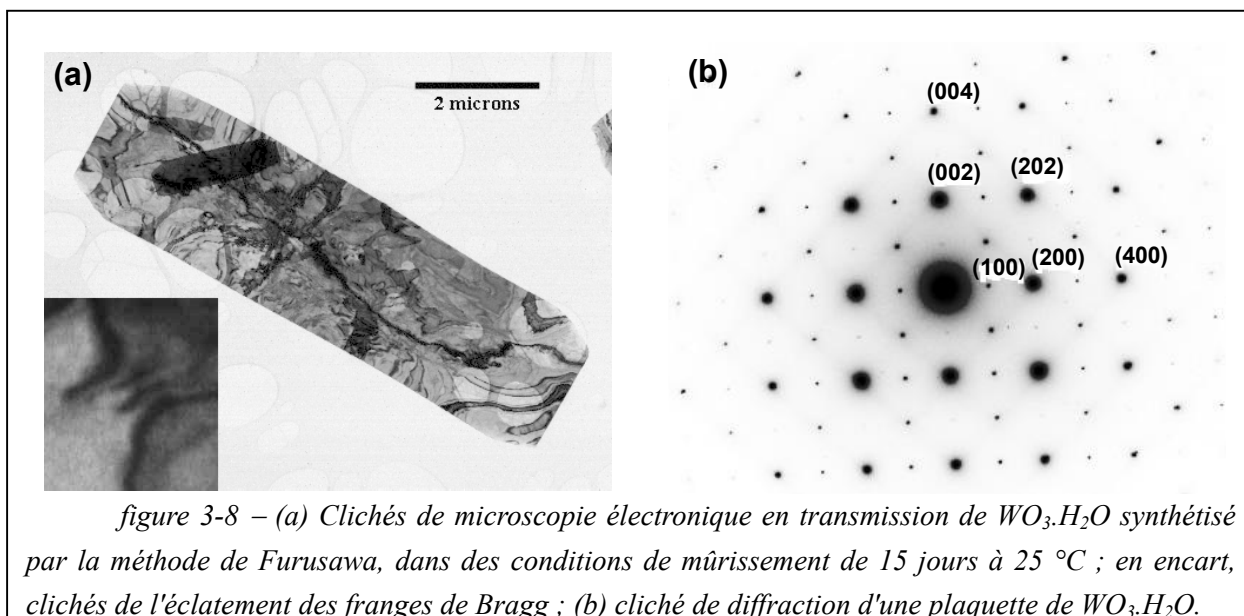 (a)
2 microns
(b)
(004)
(002)
(202)
(100)
(200)
(400)
figure 3-8 – (a) Clichés de microscopie électronique en transmission de WO3.H2O synthétisé
par la méthode de Furusawa, dans des conditions de mûrissement de 15 jours à 25 °C ; en encart,
clichés de l'éclatement des franges de Bragg ; (b) cliché de diffraction d'une plaquette de WO3.H2O.